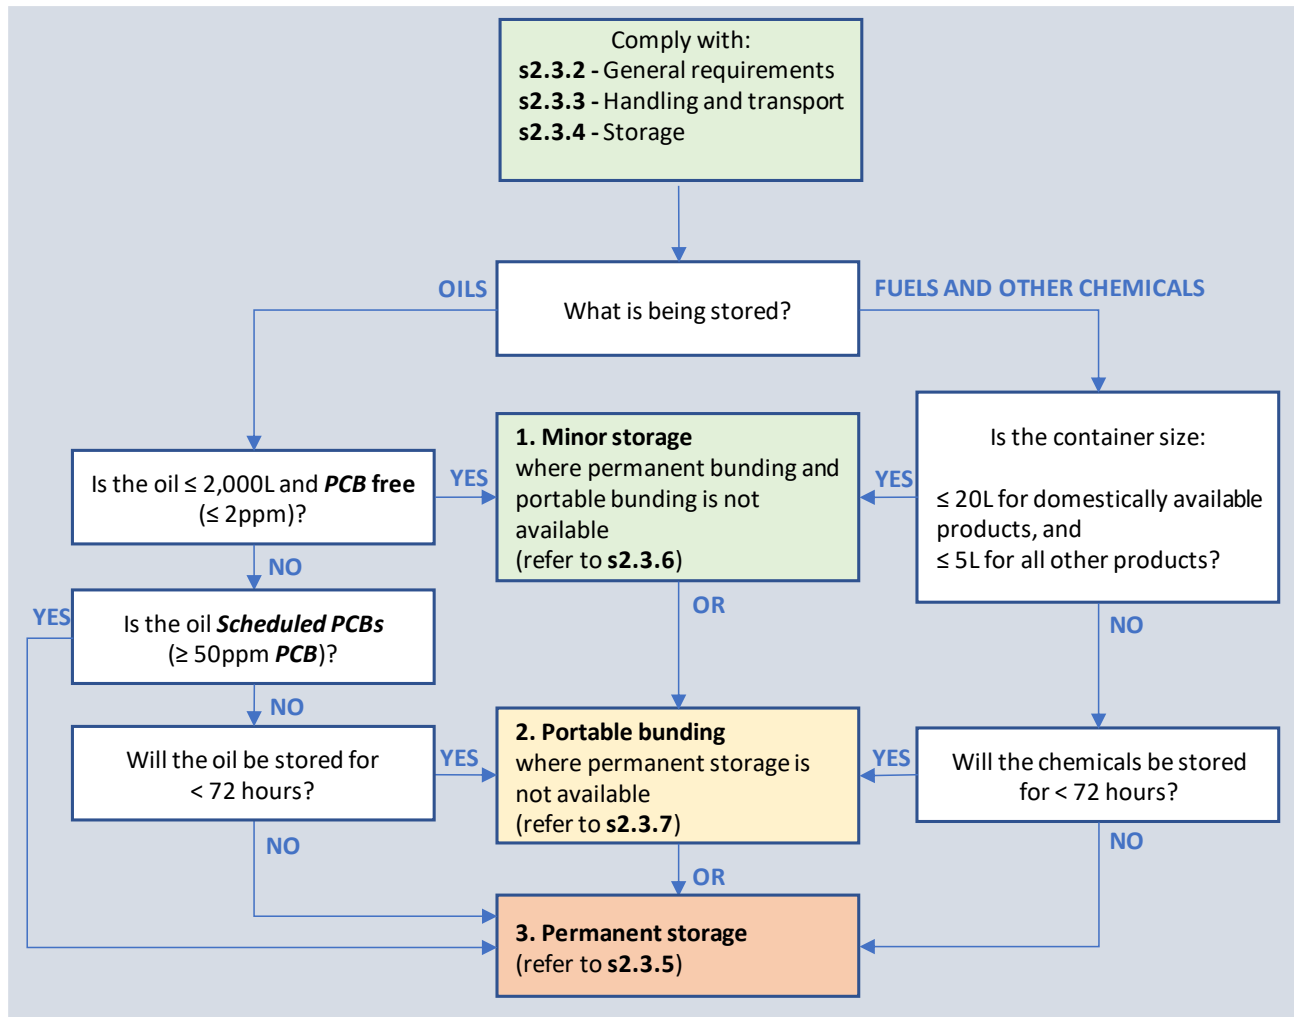 Comply with:
s2.3.2 - General requirements
s2.3.3 - Handling and transport
s2.3.4 - Storage
OILS
What is being stored?
FUELS AND OTHER CHEMICALS
Is the oil ≤ 2,000L and PCB free
(≤ 2ppm)?
YES
1. Minor storage
where permanent bunding and
portable bunding is not
available
(refer to s2.3.6)
YES
Is the container size:
≤ 20L for domestically available
products, and
≤ 5L for all other products?
NO
YES
Is the oil Scheduled PCBs
(≥ 50ppm PCB)?
OR
NO
NO
Will the oil be stored for
< 72 hours?
YES
2. Portable bunding
where permanent storage is
not available
(refer to s2.3.7)
YES
Will the chemicals be stored
for < 72 hours?
NO
OR
NO
3. Permanent storage
(refer to s2.3.5)